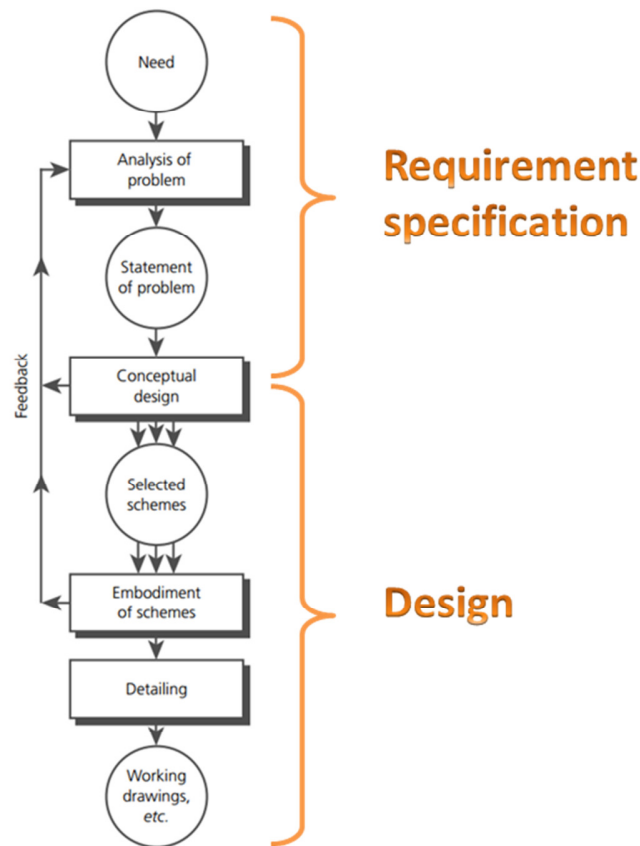 Need
Analysis of
problem
Requirement
specification
Statement
of problem
Feedback
Conceptual
design
Selected
schemes
Embodiment
of schemes
Design
Detailing
Working
drawings,
etc.